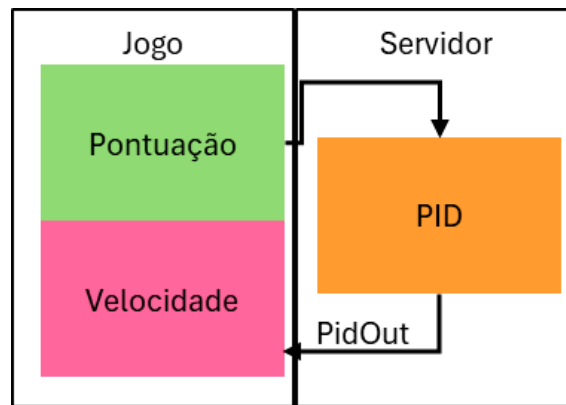 Jogo
Servidor
Pontuação
PID
Velocidade
PidOut